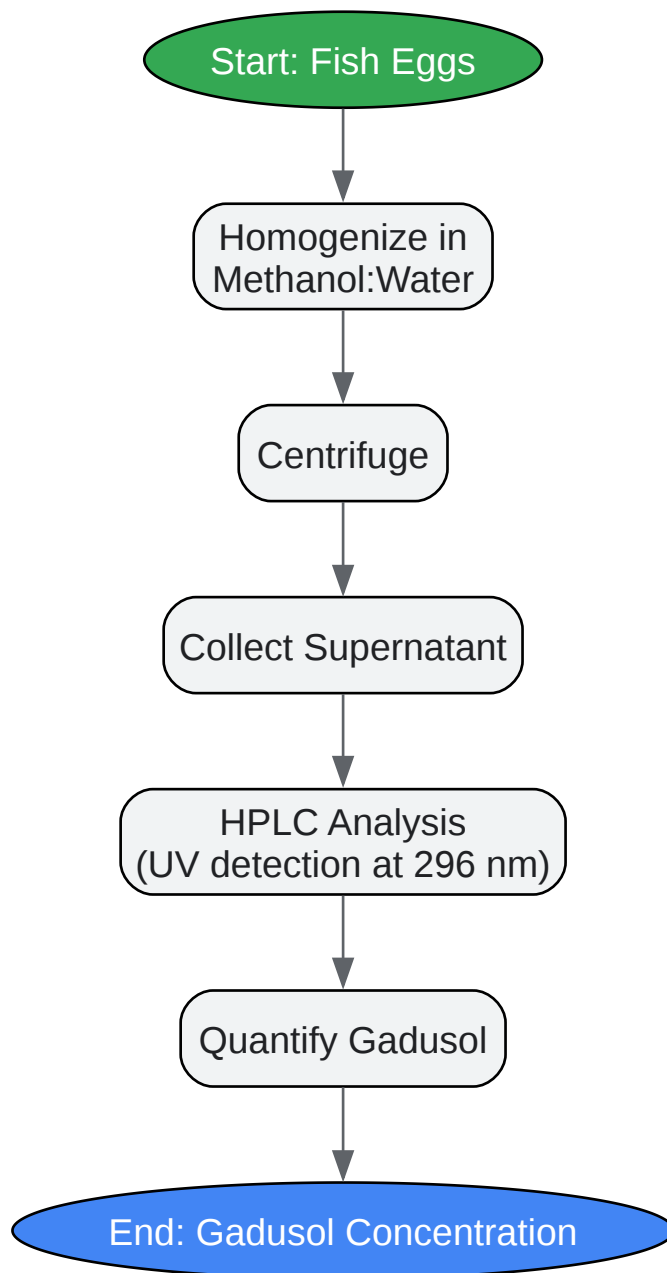 Start: Fish Eggs
Homogenize in
Methanol:Water
Centrifuge
Collect Supernatant
HPLC Analysis
(UV detection at 296 nm)
Quantify Gadusol
End: Gadusol Concentration